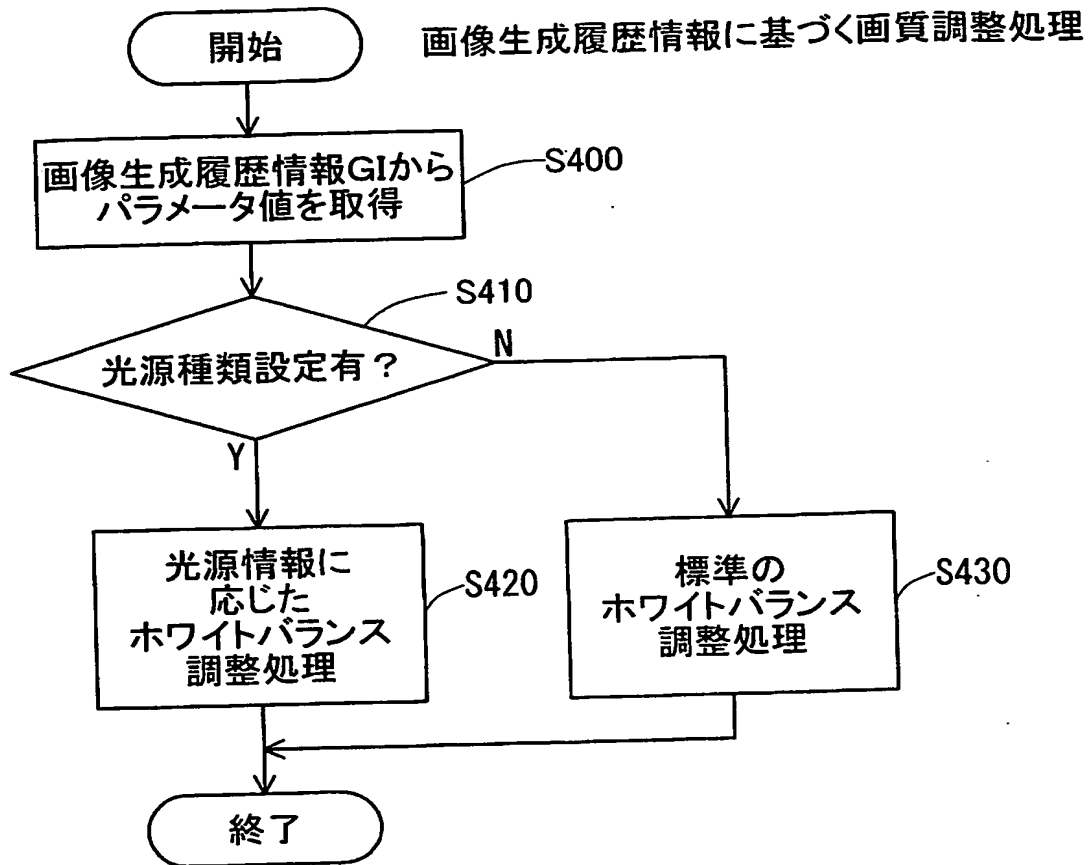 画像生成履歴情報に基づく画質調整処理
開始
画像生成履歴情報GIから
パラメータ値を取得
S400
光源種類設定有？
S410
N
Y
光源情報に
応じた
ホワイトバランス
調整処理
S420
標準の
ホワイトバランス
調整処理
S430
終了